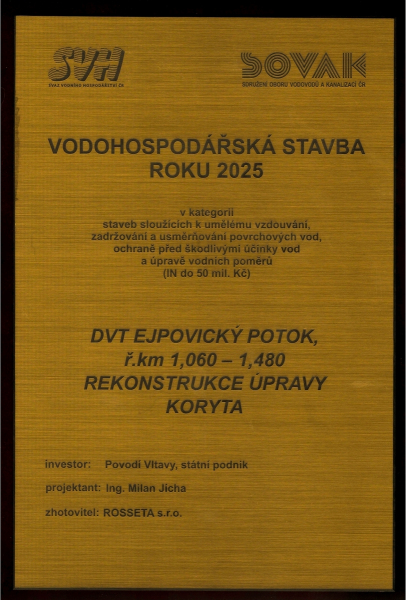 SVH
SVAZ VODNÍHO HOSPODÁŘSTVÍ ČR
SOVAK
SDRUŽENÍ OBORU VODOVODŮ A KANALIZACÍ ČR
VODOHOSPODÁŘSKÁ STAVBA
ROKU 2025
v kategorii
staveb sloužících k umělému vzdouvání,
zadržování a usměrňování povrchových vod,
ochraně před škodlivými účinky vod
a úpravě vodních poměrů
(IN do 50 mil. Kč)
DVT EJPOVICKÝ POTOK,
ř.km 1,060 – 1,480
REKONSTRUKCE ÚPRAVY
KORYTA
investor: Povodí Vltavy, státní podnik
projektant: Ing. Milan Jícha
zhotovitel: ROSSETA s.r.o.